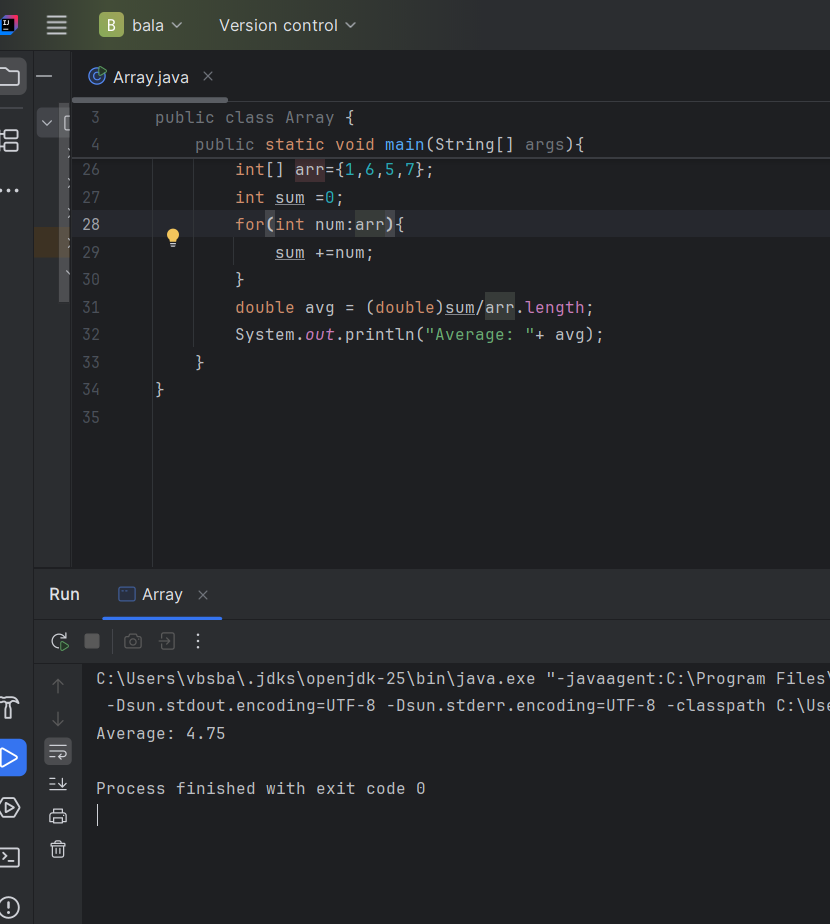 B bala Version control
Array.java
3 public class Array {
4 public static void main(String[] args){
26 int[] arr={1,6,5,7};
27 int sum =0;
28 for(int num:arr){
29 sum +=num;
30 }
31 double avg = (double)sum/arr.length;
32 System.out.println("Average: "+ avg);
33 }
34 }
35
Run Array
C:\Users\vbsba\.jdks\openjdk-25\bin\java.exe "-javaagent:C:\Program Files\
-Dsun.stdout.encoding=UTF-8 -Dsun.stderr.encoding=UTF-8 -classpath C:\Use
Average: 4.75
Process finished with exit code 0